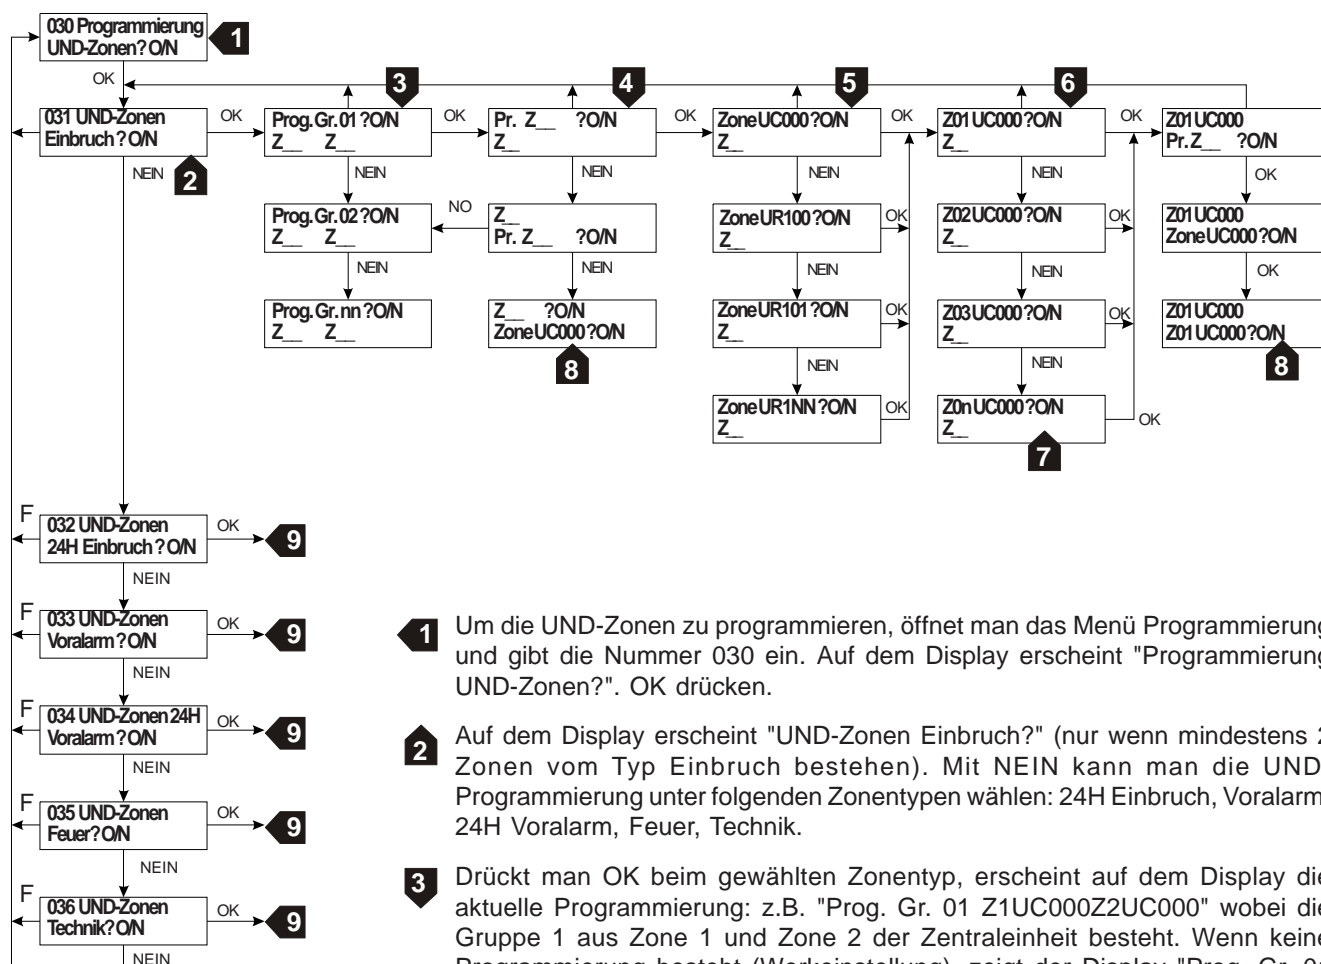 030 Programmierung
UND-Zonen? O/N
1
OK
3
4
5
6
031 UND-Zonen
Einbruch ? O/N
OK
Prog. Gr. 01 ?O/N
Z__ Z__
OK
Pr. Z__ ?O/N
Z__
OK
Zone UC000 ?O/N
Z__
OK
Z01 UC000 ?O/N
Z__
OK
Z01 UC000
Pr. Z__ ?O/N
NEIN
2
NEIN
NEIN
NEIN
NEIN
OK
Prog. Gr. 02 ?O/N
Z__ Z__
NO
Z__
Pr. Z__ ?O/N
Zone UR100 ?O/N
Z__
OK
Z02 UC000 ?O/N
Z__
OK
Z01 UC000
Zone UC000 ?O/N
NEIN
NEIN
NEIN
NEIN
OK
Prog. Gr. nn ?O/N
Z__ Z__
Z__ ?O/N
Zone UC000 ?O/N
8
Zone UR101 ?O/N
Z__
OK
Z03 UC000 ?O/N
Z__
OK
Z01 UC000
Z01 UC000 ?O/N
8
NEIN
NEIN
Zone UR1NN ?O/N
Z__
OK
Z0n UC000 ?O/N
Z__
OK
7
F
032 UND-Zonen
24H Einbruch ? O/N
OK
9
NEIN
F
033 UND-Zonen
Voralarm ? O/N
OK
9
NEIN
F
034 UND-Zonen 24H
Voralarm ? O/N
OK
9
NEIN
F
035 UND-Zonen
Feuer? O/N
OK
9
NEIN
F
036 UND-Zonen
Technik? O/N
OK
9
NEIN
1 Um die UND-Zonen zu programmieren, öffnet man das Menü Programmierung
und gibt die Nummer 030 ein. Auf dem Display erscheint "Programmierung
UND-Zonen?". OK drücken.
2 Auf dem Display erscheint "UND-Zonen Einbruch?" (nur wenn mindestens 2
Zonen vom Typ Einbruch bestehen). Mit NEIN kann man die UND
Programmierung unter folgenden Zonentypen wählen: 24H Einbruch, Voralarm
24H Voralarm, Feuer, Technik.
3 Drückt man OK beim gewählten Zonentyp, erscheint auf dem Display die
aktuelle Programmierung: z.B. "Prog. Gr. 01 Z1UC000Z2UC000" wobei die
Gruppe 1 aus Zone 1 und Zone 2 der Zentraleinheit besteht. Wenn keine
Programmierung besteht (Werkeinstellung), zeigt der Display "Prog. Gr. 01